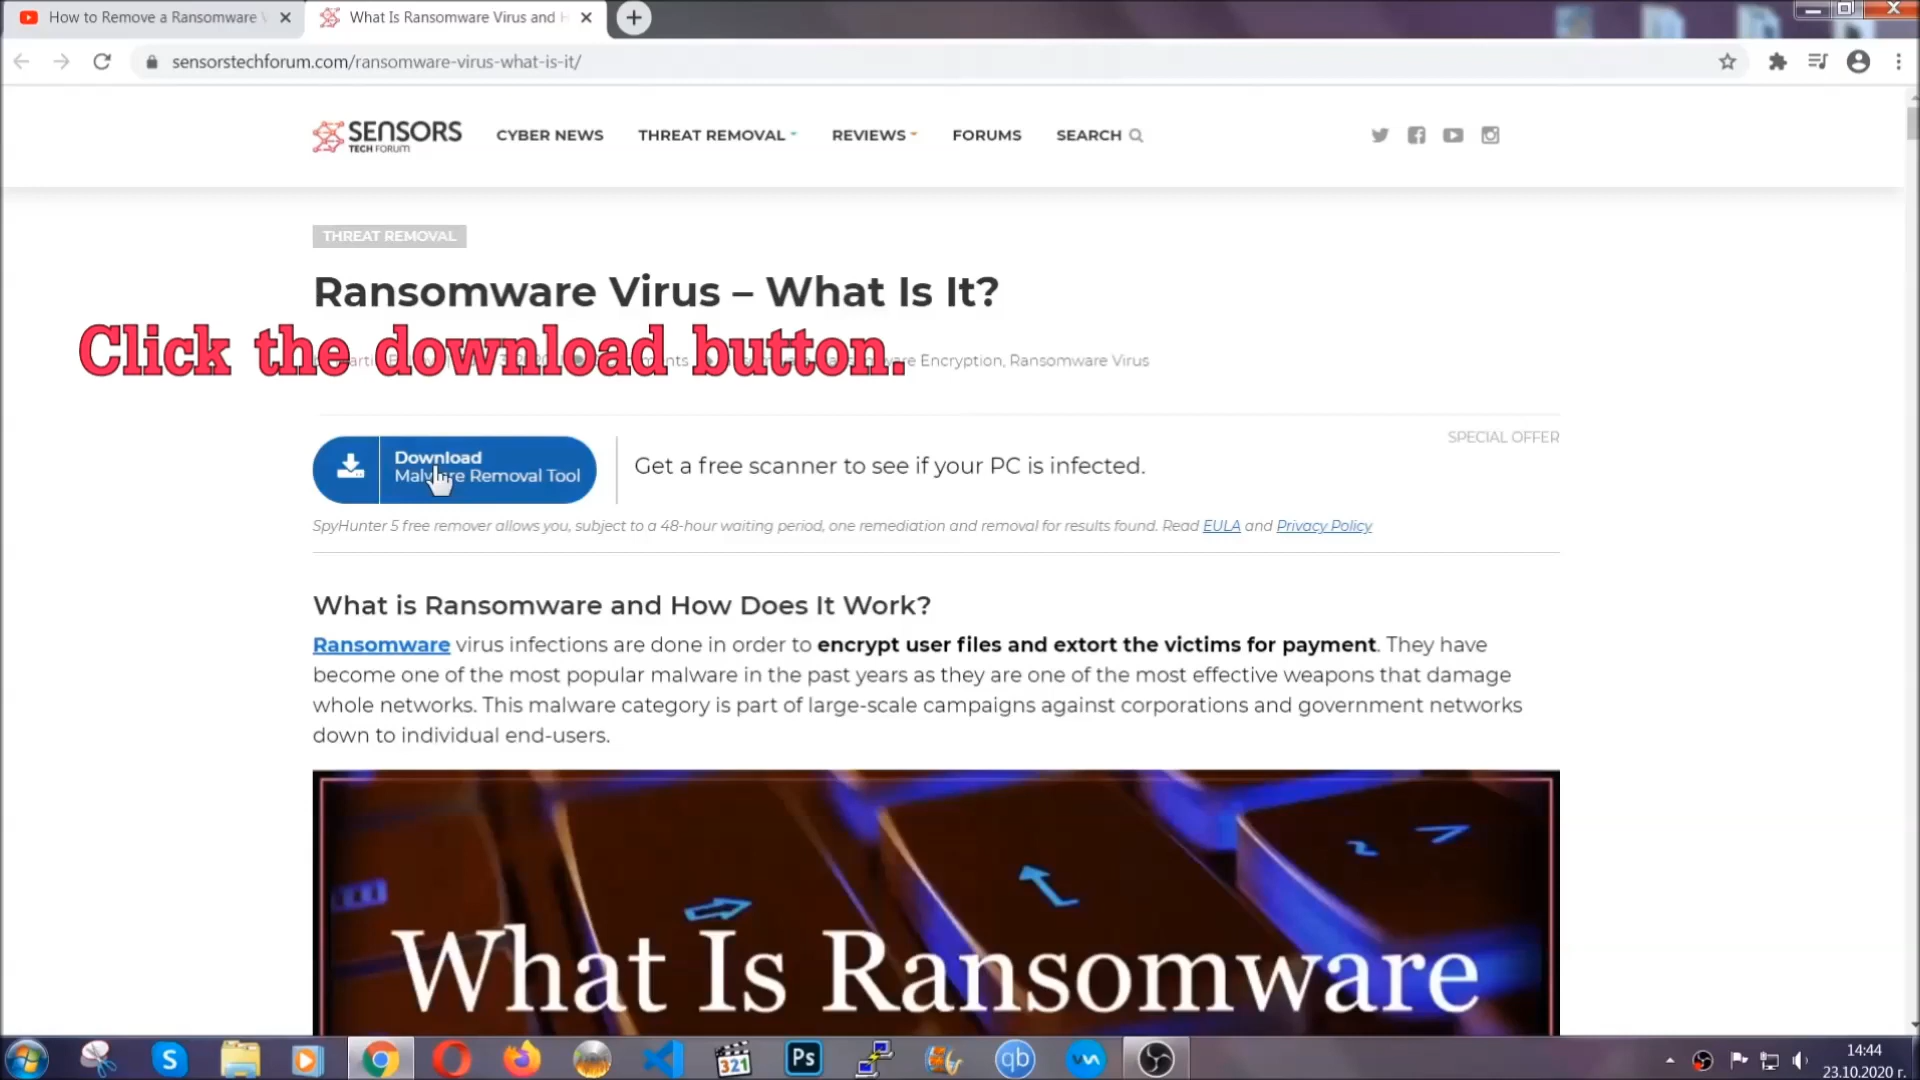 How to Remove a Ransomware
What Is Ransomware Virus and
sensorstechforum.com/ransomware-virus-what-is-it/
SENSORS
TECH FORUM
CYBER NEWS
THREAT REMOVAL
REVIEWS
FORUMS
SEARCH
THREAT REMOVAL
Ransomware Virus – What Is It?
Click the download button.
Encryption, Ransomware Virus
SPECIAL OFFER
Download
Malware Removal Tool
Get a free scanner to see if your PC is infected.
SpyHunter 5 free remover allows you, subject to a 48-hour waiting period, one remediation and removal for results found. Read EULA and Privacy Policy
What is Ransomware and How Does It Work?
Ransomware virus infections are done in order to encrypt user files and extort the victims for payment. They have
become one of the most popular malware in the past years as they are one of the most effective weapons that damage
whole networks. This malware category is part of large-scale campaigns against corporations and government networks
down to individual end-users.
What Is Ransomware
S
321
Ps
qb
14:44
23.10.2020 г.